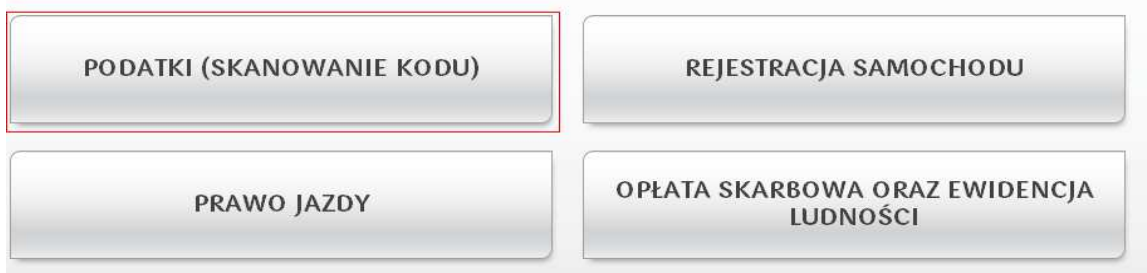 PODATKI (SKANOWANIE KODU)
REJESTRACJA SAMOCHODU
PRAWO JAZDY
OPŁATA SKARBOWA ORAZ EWIDENCJA
LUDNOŚCI